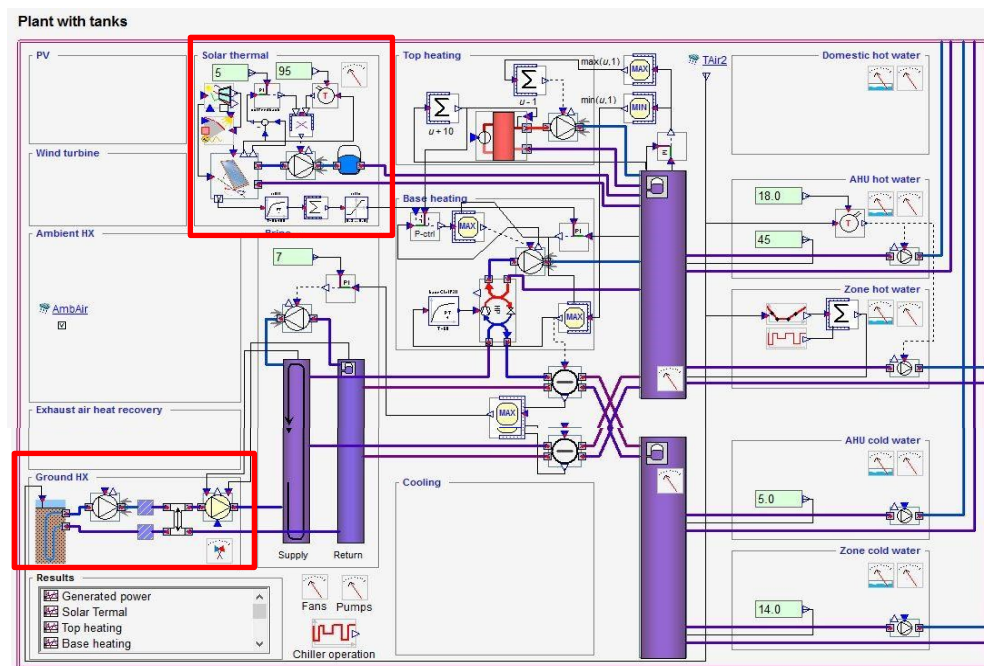 Plant with tanks
PV
Solar thermal
5
95
PI
T
Top heating
Σ
u - 1
Σ
u + 10
max(u,1)
MAX
min(u,1)
MIN
PI
TAir2
Domestic hot water
Wind turbine
Σ
Base heating
P-ctrl
MAX
PI
HP
MAX
AHU hot water
18.0
T
45
Ambient HX
AmbAir
Brine
7
PI
Zone hot water
Σ
MAX
Exhaust air heat recovery
Ground HX
Supply
Return
Cooling
AHU cold water
5.0
Zone cold water
14.0
Results
Generated power
Solar Termal
Top heating
Base heating
Fans
Pumps
Chiller operation